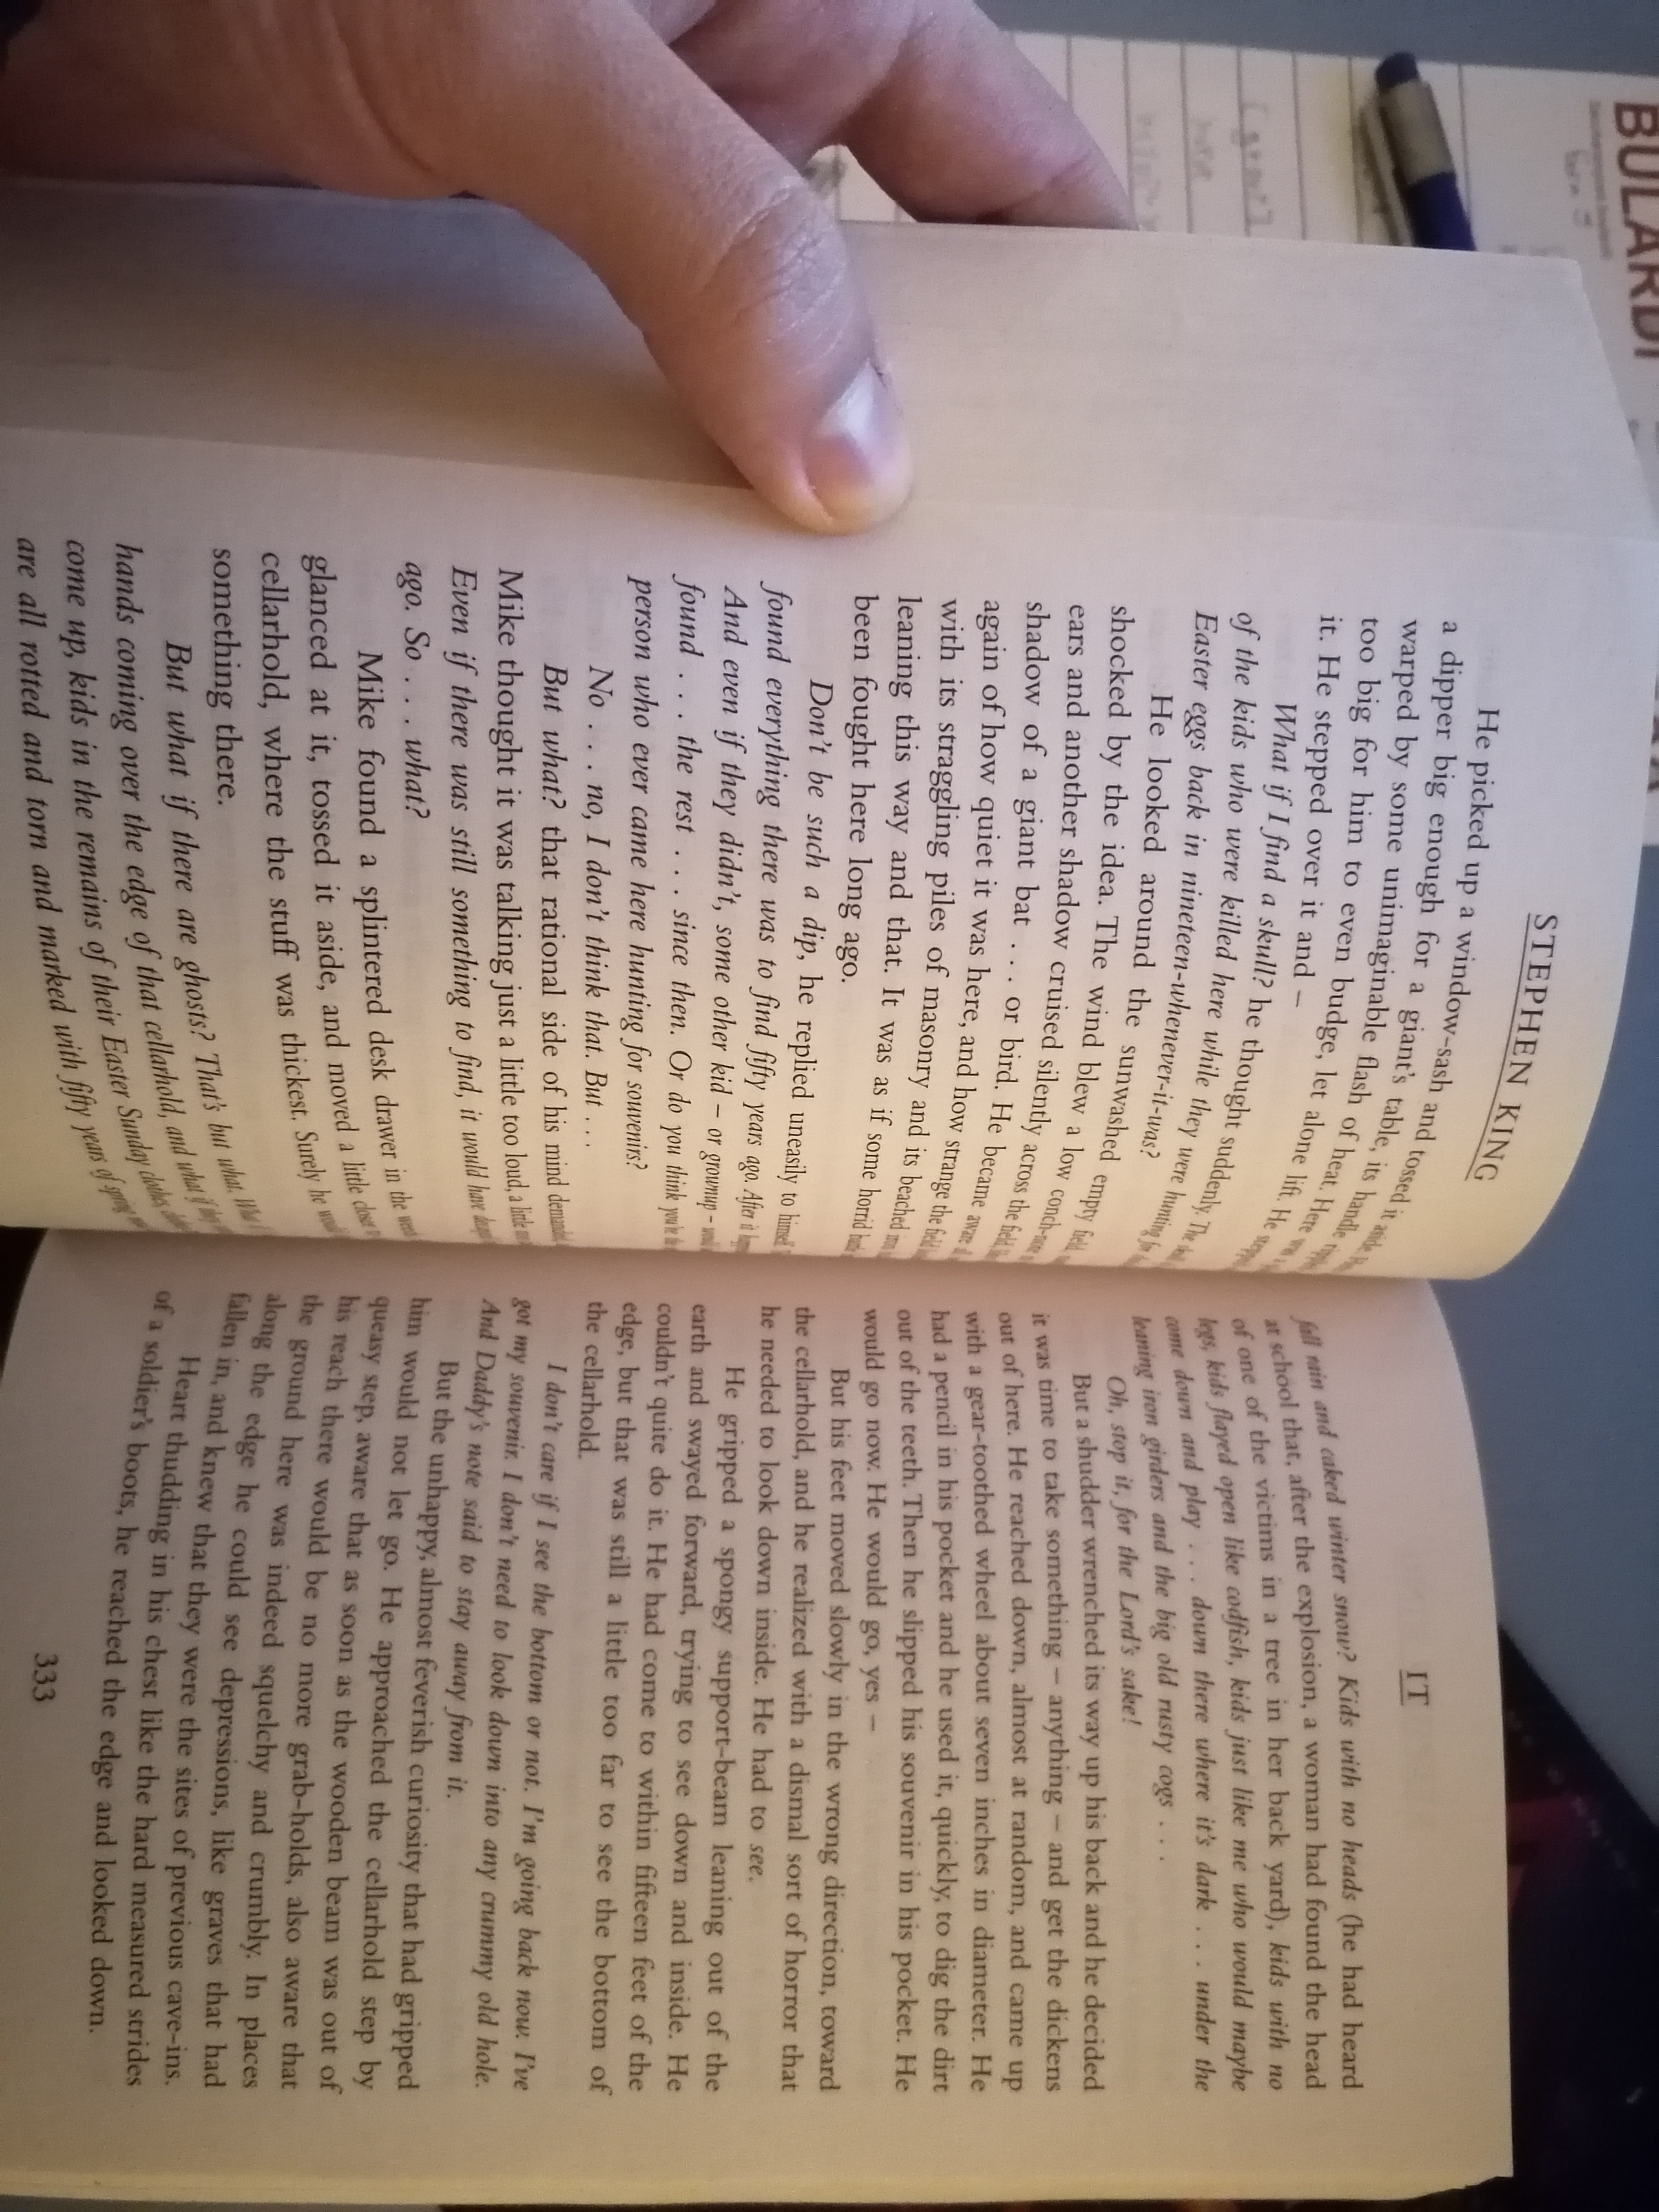 BULARDI
STEPHEN KING
He picked up a window-sash and tossed it aside.
a dipper big enough for a giant's table, its handle
warped by some unimaginable flash of heat. Here was a
too big for him to even budge, let alone lift. He stepped
it. He stepped over it and –
What if I find a skull? he thought suddenly. The
of the kids who were killed here while they were hunting for
Easter eggs back in nineteen-whenever-it-was?
He looked around the sunwashed empty field,
shocked by the idea. The wind blew a low conch-note
ears and another shadow cruised silently across the field,
shadow of a giant bat . . . or bird. He became aware
again of how quiet it was here, and how strange the field
with its straggling piles of masonry and its beached
leaning this way and that. It was as if some horrid
been fought here long ago.
Don't be such a dip, he replied uneasily to himself.
found everything there was to find fifty years ago. After it
And even if they didn't, some other kid – or grownup –
found . . . the rest . . . since then. Or do you think you're
person who ever came here hunting for souvenirs?
No . . . no, I don't think that. But . . .
But what? that rational side of his mind demanded,
Mike thought it was talking just a little too loud, a little
Even if there was still something to find, it would have
ago. So . . . what?
Mike found a splintered desk drawer in the
glanced at it, tossed it aside, and moved a little closer
cellarhold, where the stuff was thickest. Surely he would
something there.
But what if there are ghosts? That's but what. What
hands coming over the edge of that cellarhold, and what if they
come up, kids in the remains of their Easter Sunday clothes,
are all rotted and torn and marked with fifty years of spring
IT
fall rain and caked winter snow? Kids with no heads (he had heard
at school that, after the explosion, a woman had found the head
of one of the victims in a tree in her back yard), kids with no
legs, kids flayed open like codfish, kids just like me who would maybe
come down and play . . . down there where it's dark . . . under the
leaning iron girders and the big old rusty cogs . . .
Oh, stop it, for the Lord's sake!
But a shudder wrenched its way up his back and he decided
it was time to take something – anything – and get the dickens
out of here. He reached down, almost at random, and came up
with a gear-toothed wheel about seven inches in diameter. He
had a pencil in his pocket and he used it, quickly, to dig the dirt
out of the teeth. Then he slipped his souvenir in his pocket. He
would go now. He would go, yes –
But his feet moved slowly in the wrong direction, toward
the cellarhold, and he realized with a dismal sort of horror that
he needed to look down inside. He had to see.
He gripped a spongy support-beam leaning out of the
earth and swayed forward, trying to see down and inside. He
couldn't quite do it. He had come to within fifteen feet of the
edge, but that was still a little too far to see the bottom of
the cellarhold.
I don't care if I see the bottom or not. I'm going back now. I've
got my souvenir. I don't need to look down into any crummy old hole.
And Daddy's note said to stay away from it.
But the unhappy, almost feverish curiosity that had gripped
him would not let go. He approached the cellarhold step by
queasy step, aware that as soon as the wooden beam was out of
his reach there would be no more grab-holds, also aware that
the ground here was indeed squelchy and crumbly. In places
along the edge he could see depressions, like graves that had
fallen in, and knew that they were the sites of previous cave-ins.
Heart thudding in his chest like the hard measured strides
of a soldier's boots, he reached the edge and looked down.
333